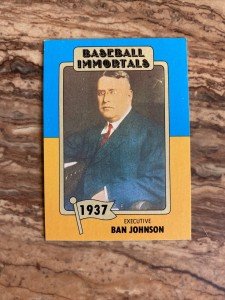 BASEBALL
IMMORTALS
1937
EXECUTIVE
BAN JOHNSON